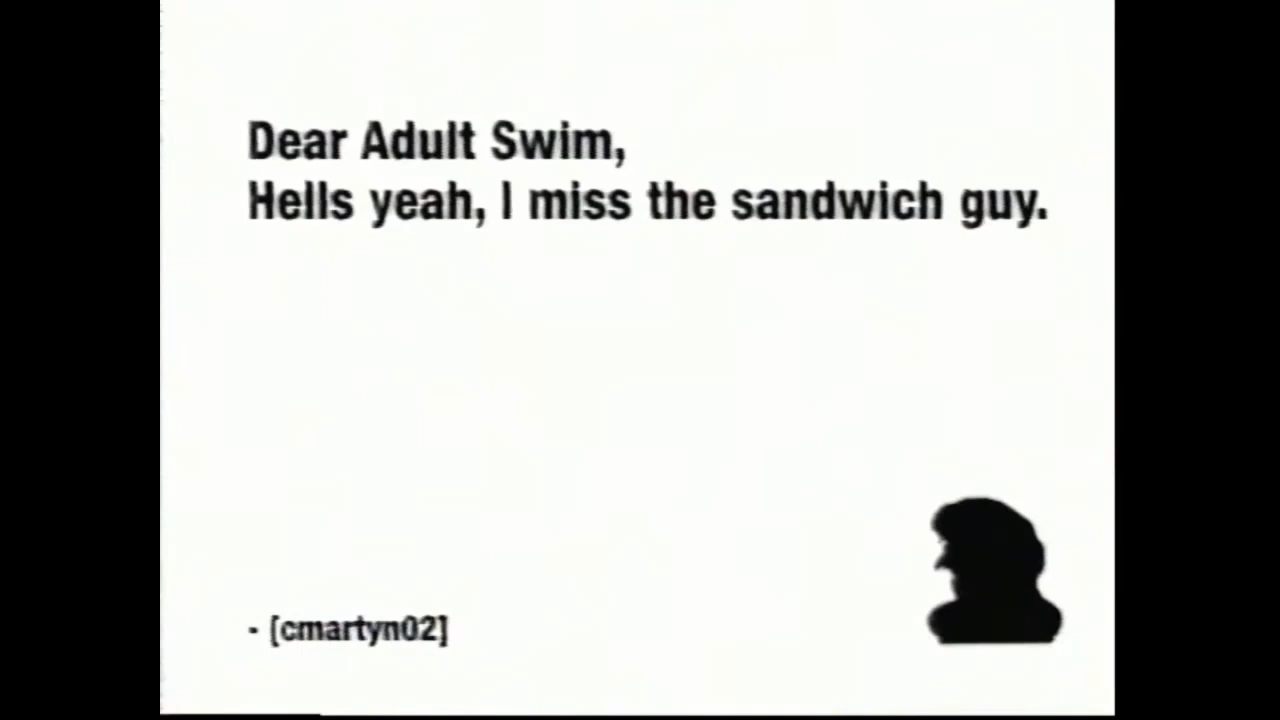 Dear Adult Swim,
Hells yeah, I miss the sandwich guy.
- [cmartyn02]